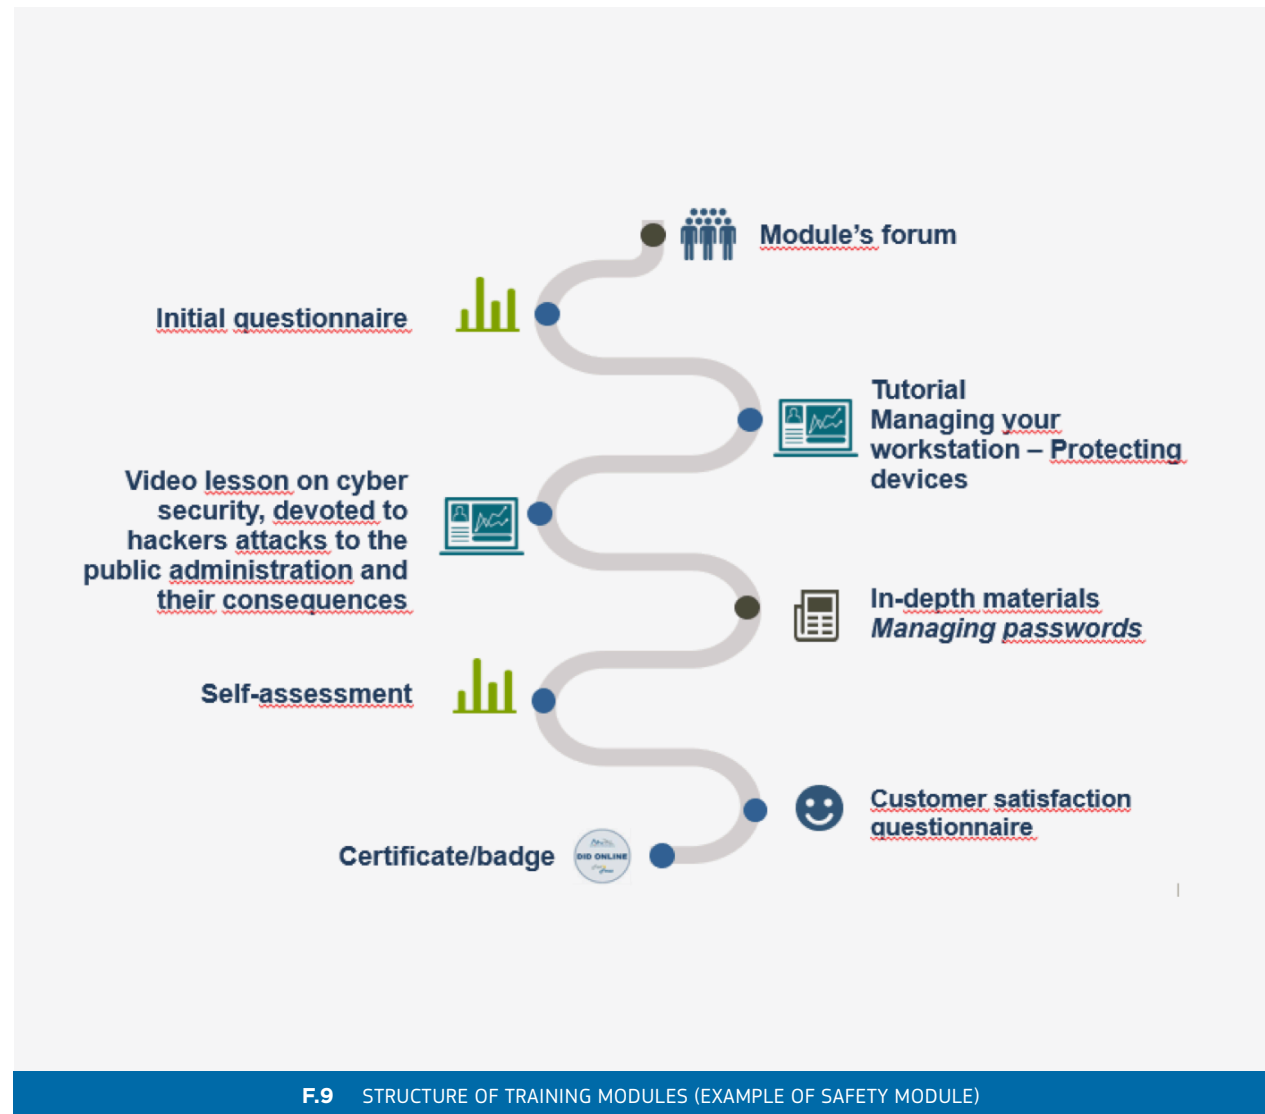 Module’s forum
Initial questionnaire
Tutorial
Managing your
workstation – Protecting
devices
Video lesson on cyber
security, devoted to
hackers attacks to the
public administration and
their consequences
In-depth materials
Managing passwords
Self-assessment
Customer satisfaction
questionnaire
Certificate/badge
DID ONLINE
F.9 STRUCTURE OF TRAINING MODULES (EXAMPLE OF SAFETY MODULE)